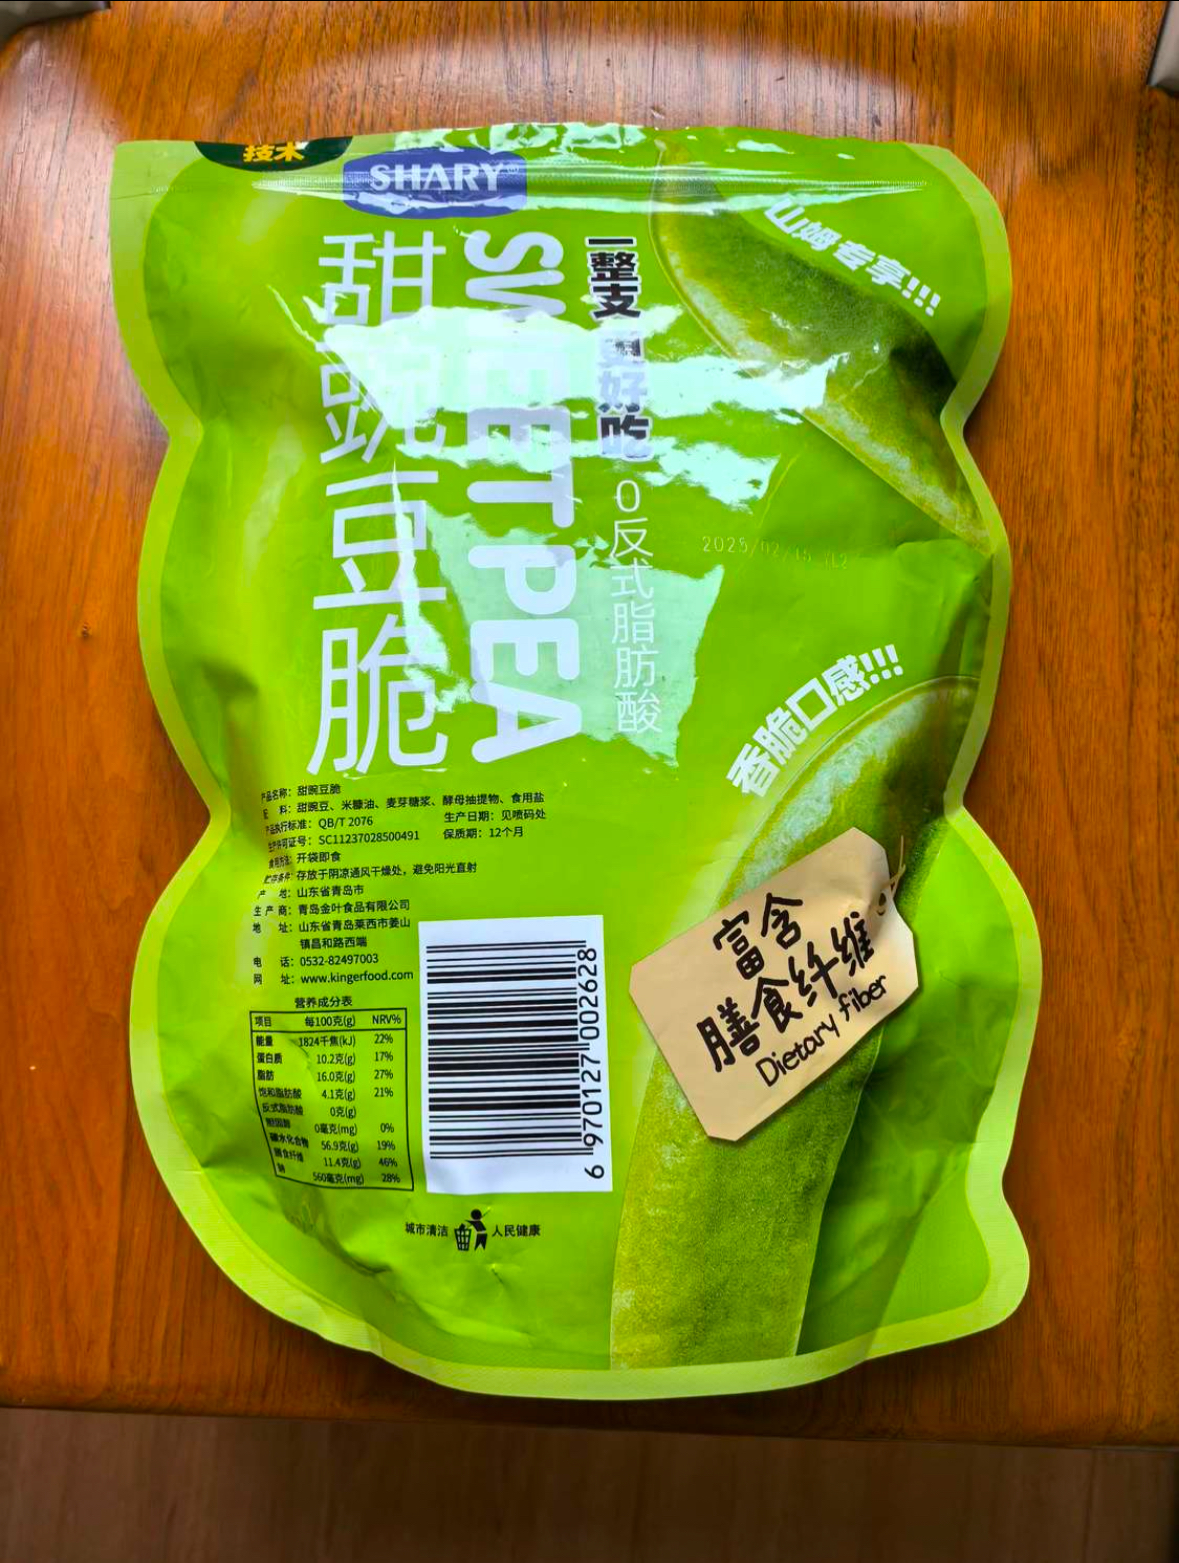 技术
SHARY®
甜豌豆脆
SWEET PEA
一整支 更好吃
0反式脂肪酸
山姆专享!!!
2025/02/15 TL2
香脆口感!!!
富含
膳食纤维
Dietary fiber
产品名称：甜豌豆脆
配 料：甜豌豆、米糠油、麦芽糖浆、酵母抽提物、食用盐
产品执行标准：QB/T 2076 生产日期：见喷码处
生产许可证号：SC11237028500491 保质期：12个月
食用方法：开袋即食
贮存条件：存放于阴凉通风干燥处，避免阳光直射
产 地：山东省青岛市
生 产 商：青岛金叶食品有限公司
地 址：山东省青岛莱西市姜山
镇昌和路西端
电 话：0532-82497003
网 址：www.kingerfood.com
营养成分表
项目 每100克(g) NRV%
能量 1824千焦(kJ) 22%
蛋白质 10.2克(g) 17%
脂肪 16.0克(g) 27%
饱和脂肪酸 4.1克(g) 21%
反式脂肪酸 0克(g)
胆固醇 0毫克(mg) 0%
碳水化合物 56.9克(g) 19%
膳食纤维 11.4克(g) 46%
钠 560毫克(mg) 28%
6 970127 002628
城市清洁 人民健康